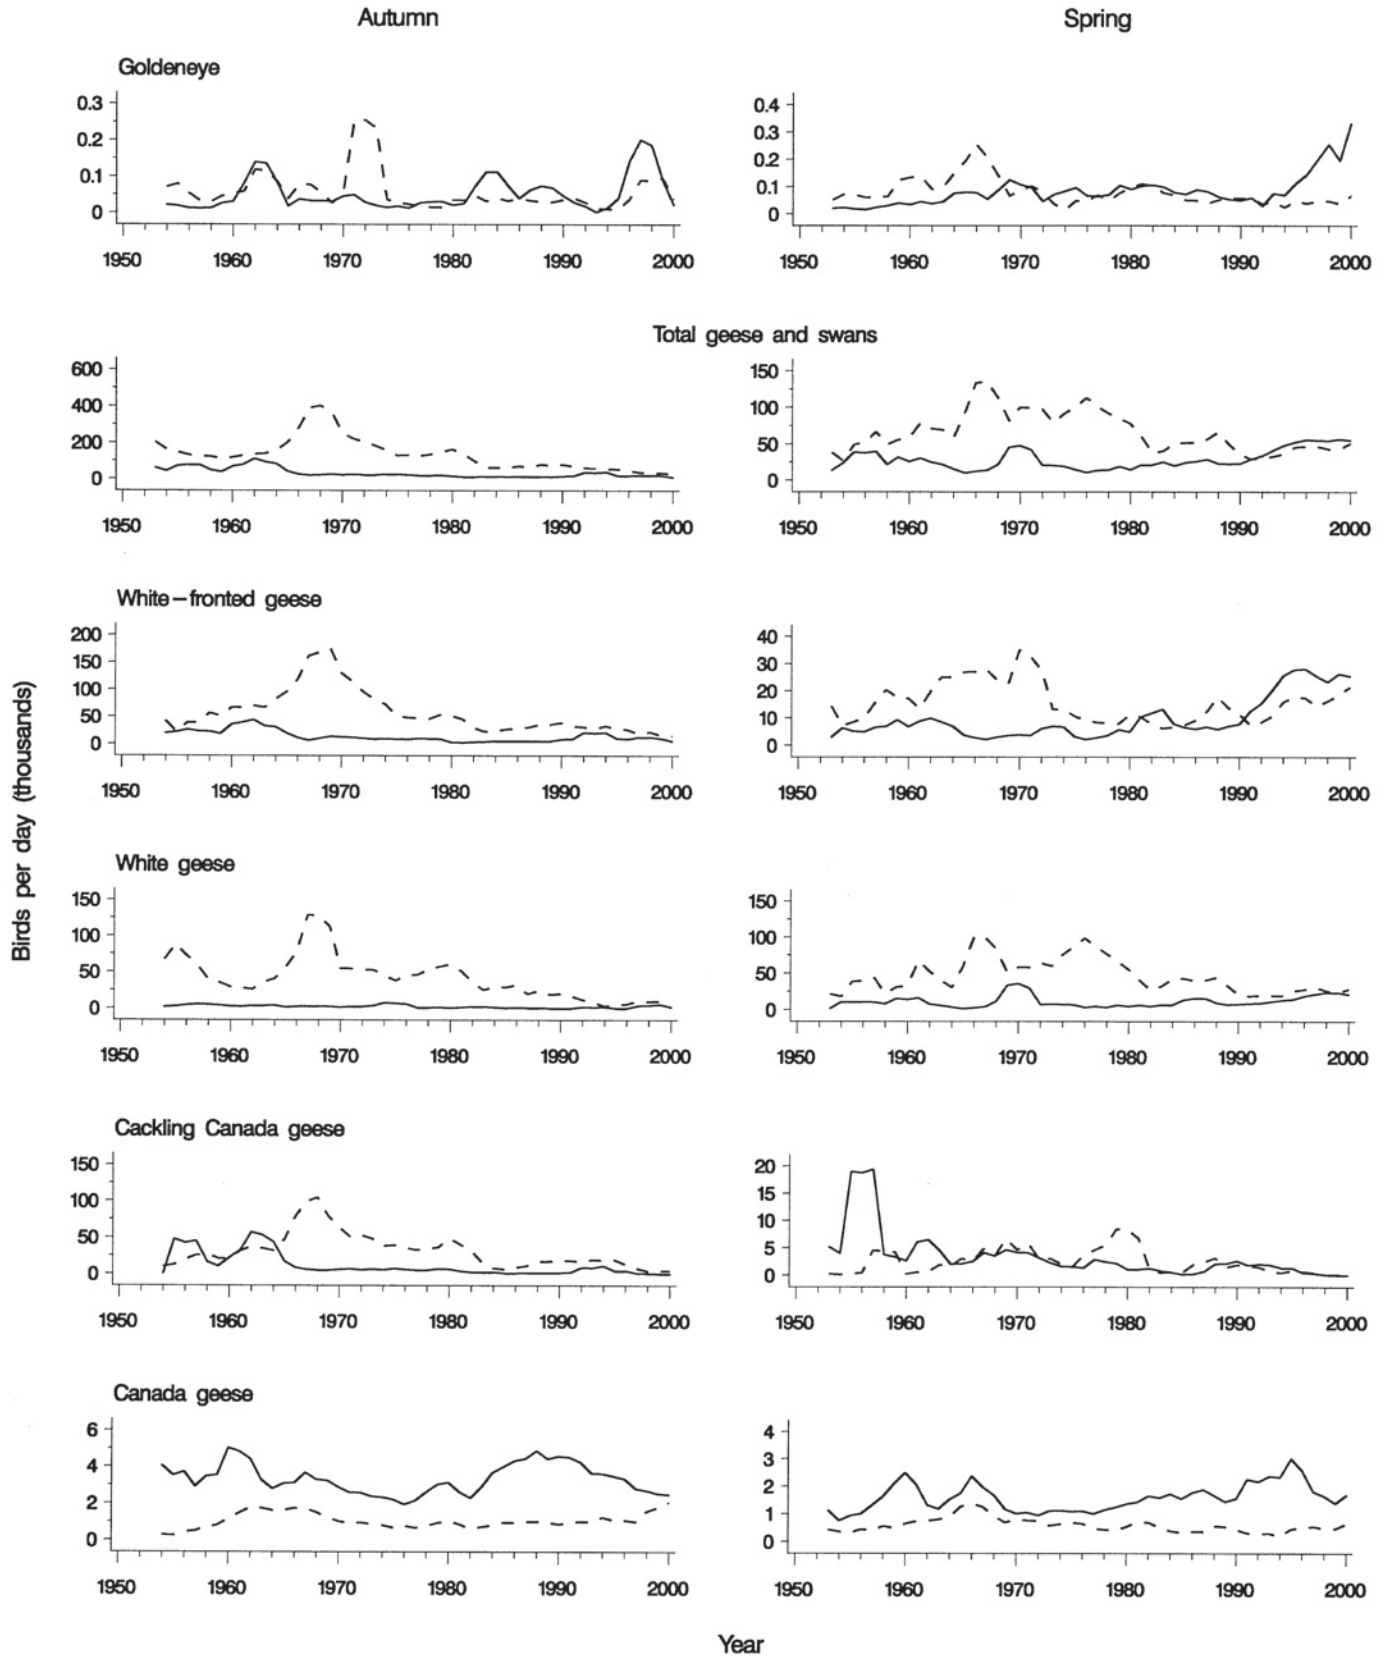 Autumn Spring
Goldeneye
0.3
0.2
0.1
0
1950 1960 1970 1980 1990 2000
0.4
0.3
0.2
0.1
0
1950 1960 1970 1980 1990 2000
Total geese and swans
600
400
200
0
1950 1960 1970 1980 1990 2000
150
100
50
0
1950 1960 1970 1980 1990 2000
White-fronted geese
200
150
100
50
0
1950 1960 1970 1980 1990 2000
40
30
20
10
0
1950 1960 1970 1980 1990 2000
Birds per day (thousands)
White geese
150
100
50
0
1950 1960 1970 1980 1990 2000
150
100
50
0
1950 1960 1970 1980 1990 2000
Cackling Canada geese
150
100
50
0
1950 1960 1970 1980 1990 2000
20
15
10
5
0
1950 1960 1970 1980 1990 2000
Canada geese
6
4
2
0
1950 1960 1970 1980 1990 2000
4
3
2
1
0
1950 1960 1970 1980 1990 2000
Year